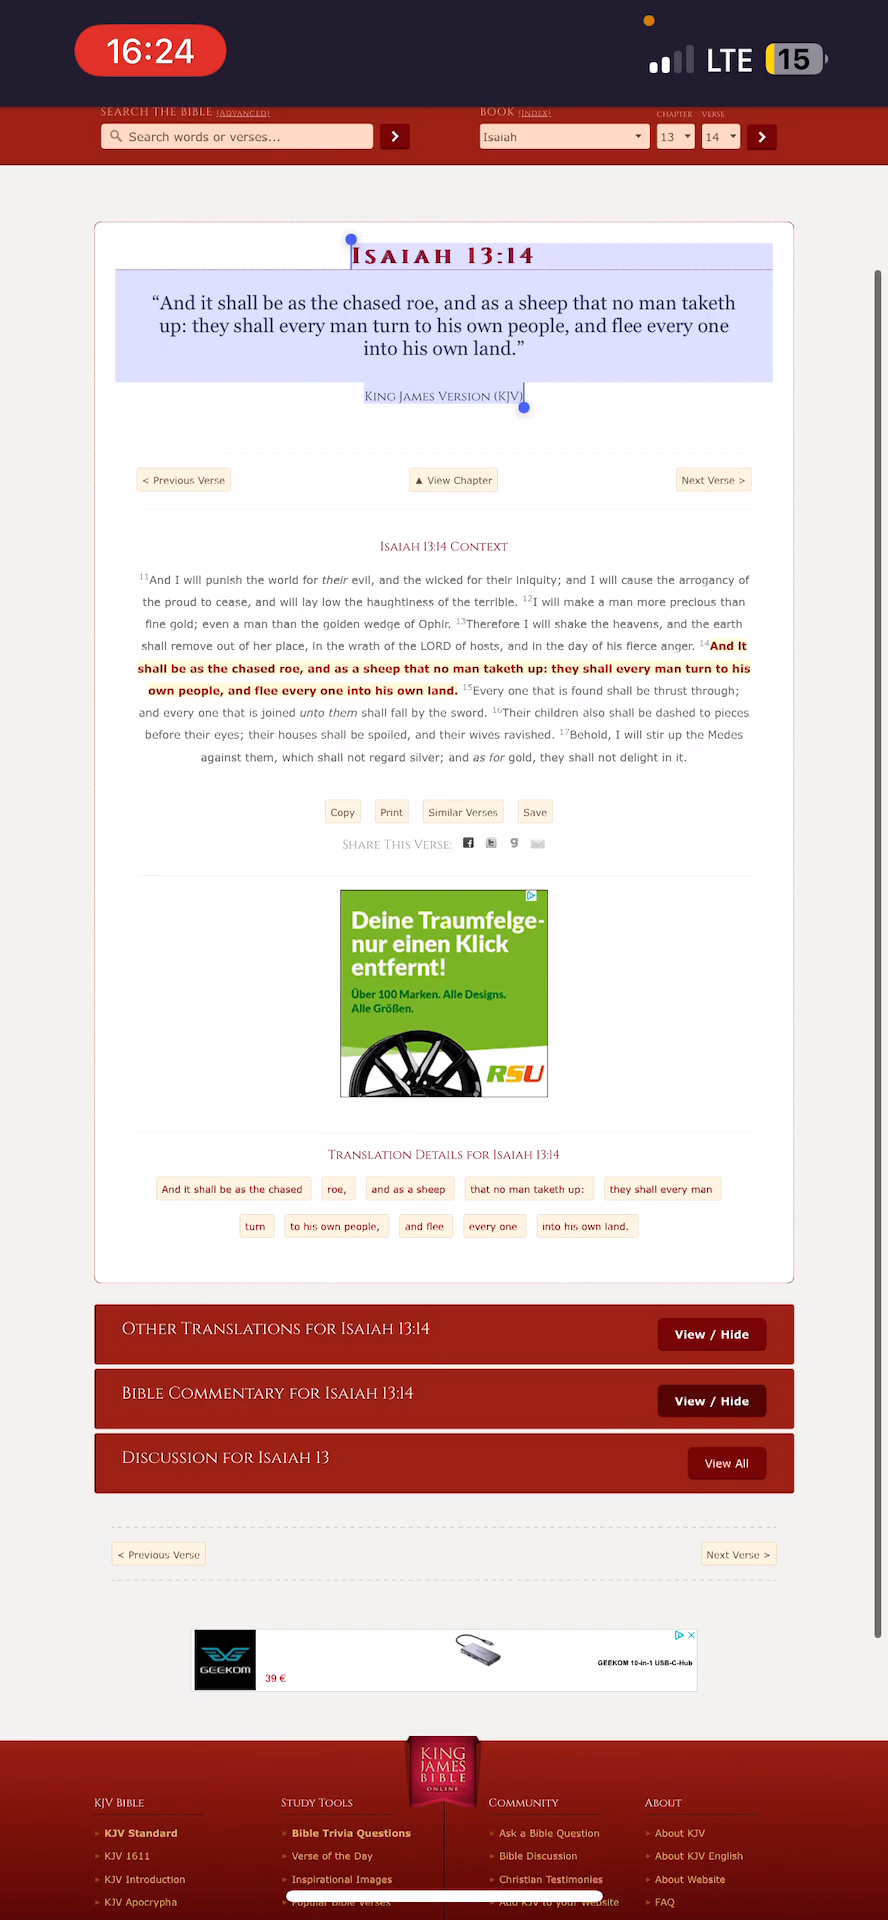 16:24
LTE 15
SEARCH THE BIBLE (ADVANCED)
BOOK (INDEX) CHAPTER VERSE
Search words or verses...
Isaiah 13 14
ISAIAH 13:14
“And it shall be as the chased roe, and as a sheep that no man taketh
up: they shall every man turn to his own people, and flee every one
into his own land.”
KING JAMES VERSION (KJV)
< Previous Verse ▲ View Chapter Next Verse >
ISAIAH 13:14 CONTEXT
11And I will punish the world for their evil, and the wicked for their iniquity; and I will cause the arrogancy of
the proud to cease, and will lay low the haughtiness of the terrible. 12I will make a man more precious than
fine gold; even a man than the golden wedge of Ophir. 13Therefore I will shake the heavens, and the earth
shall remove out of her place, in the wrath of the LORD of hosts, and in the day of his fierce anger. 14And it
shall be as the chased roe, and as a sheep that no man taketh up: they shall every man turn to his
own people, and flee every one into his own land. 15Every one that is found shall be thrust through;
and every one that is joined unto them shall fall by the sword. 16Their children also shall be dashed to pieces
before their eyes; their houses shall be spoiled, and their wives ravished. 17Behold, I will stir up the Medes
against them, which shall not regard silver; and as for gold, they shall not delight in it.
Copy Print Similar Verses Save
SHARE THIS VERSE:
Deine Traumfelge-
nur einen Klick
entfernt!
Über 100 Marken. Alle Designs.
Alle Größen.
RSU
TRANSLATION DETAILS FOR ISAIAH 13:14
And it shall be as the chased roe, and as a sheep that no man taketh up: they shall every man
turn to his own people, and flee every one into his own land.
OTHER TRANSLATIONS FOR ISAIAH 13:14 View / Hide
BIBLE COMMENTARY FOR ISAIAH 13:14 View / Hide
DISCUSSION FOR ISAIAH 13 View All
< Previous Verse Next Verse >
GEEKOM
39 €
GEEKOM 10-in-1 USB-C-Hub
KING
JAMES
BIBLE
ONLINE
KJV BIBLE
KJV Standard
KJV 1611
KJV Introduction
KJV Apocrypha
STUDY TOOLS
Bible Trivia Questions
Verse of the Day
Inspirational Images
Popular Bible Verses
COMMUNITY
Ask a Bible Question
Bible Discussion
Christian Testimonies
Add KJV to your Website
ABOUT
About KJV
About KJV English
About Website
FAQ